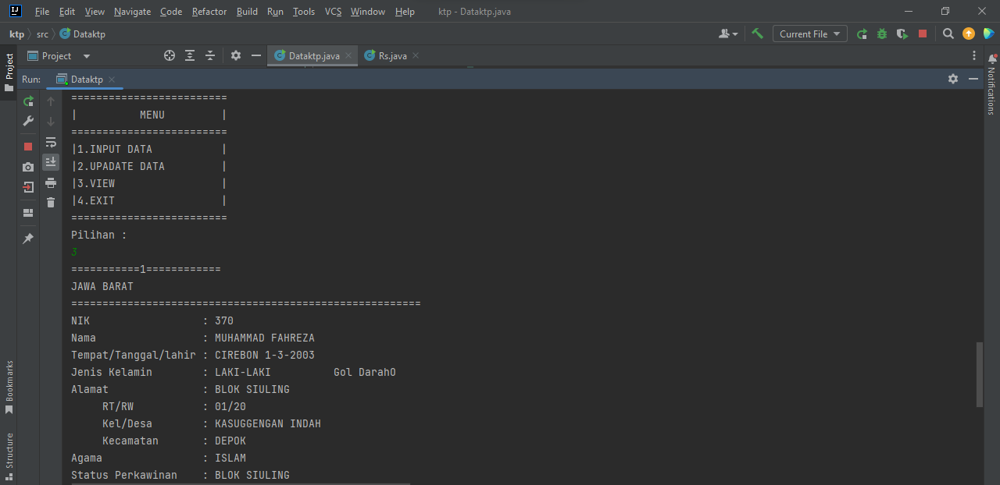 File Edit View Navigate Code Refactor Build Run Tools VCS Window Help ktp - Dataktp.java
ktp src Dataktp Current File
Project Dataktp.java Rs.java
Run: Dataktp
Project
Notifications
Bookmarks
Structure
=========================
|          MENU         |
=========================
|1.INPUT DATA           |
|2.UPADATE DATA         |
|3.VIEW                 |
|4.EXIT                 |
=========================
Pilihan :
3
===========1============
JAWA BARAT
========================================================
NIK                  : 370
Nama                 : MUHAMMAD FAHREZA
Tempat/Tanggal/lahir : CIREBON 1-3-2003
Jenis Kelamin        : LAKI-LAKI          Gol DarahO
Alamat               : BLOK SIULING
     RT/RW           : 01/20
     Kel/Desa        : KASUGGENGAN INDAH
     Kecamatan       : DEPOK
Agama                : ISLAM
Status Perkawinan    : BLOK SIULING